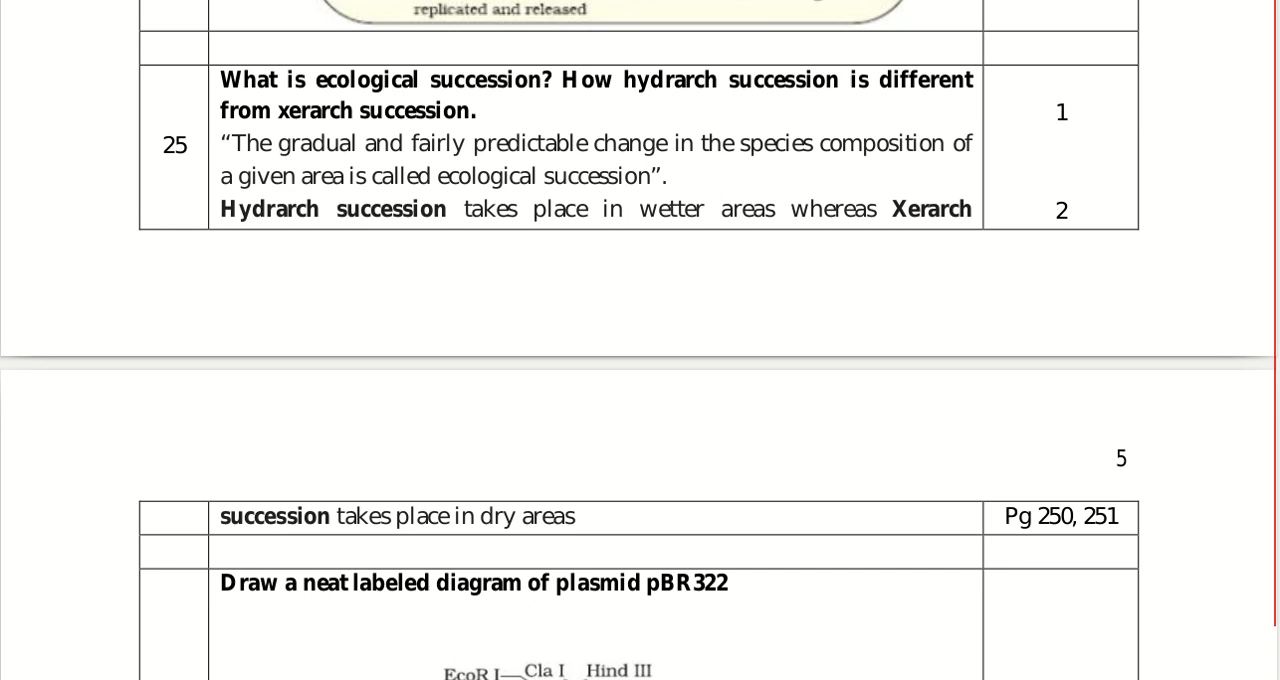 replicated and released
What is ecological succession? How hydrarch succession is different
from xerarch succession.
1
25
“The gradual and fairly predictable change in the species composition of
a given area is called ecological succession”.
Hydrarch succession takes place in wetter areas whereas Xerarch
2
5
succession takes place in dry areas
Pg 250, 251
Draw a neat labeled diagram of plasmid pBR322
EcoR I
Cla I
Hind III